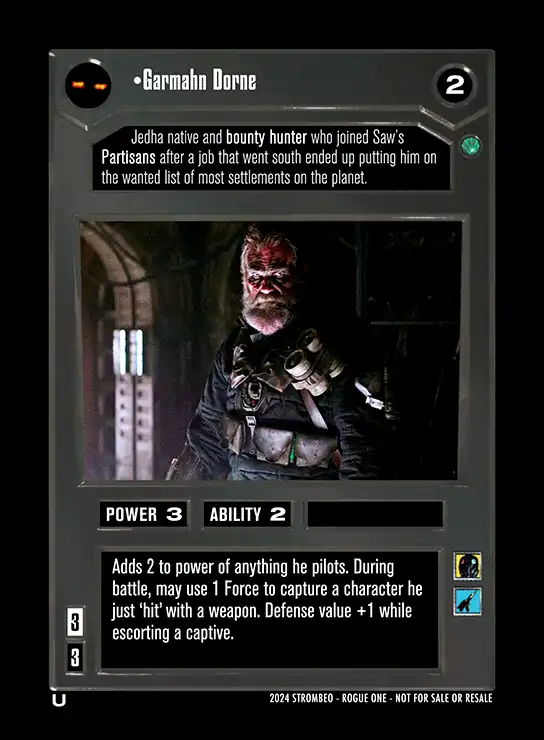 •Garmahn Dorne
2
Jedha native and bounty hunter who joined Saw's
Partisans after a job that went south ended up putting him on
the wanted list of most settlements on the planet.
POWER 3 ABILITY 2
Adds 2 to power of anything he pilots. During
battle, may use 1 Force to capture a character he
just 'hit' with a weapon. Defense value +1 while
escorting a captive.
3
3
U
2024 STROMBEO - ROGUE ONE - NOT FOR SALE OR RESALE